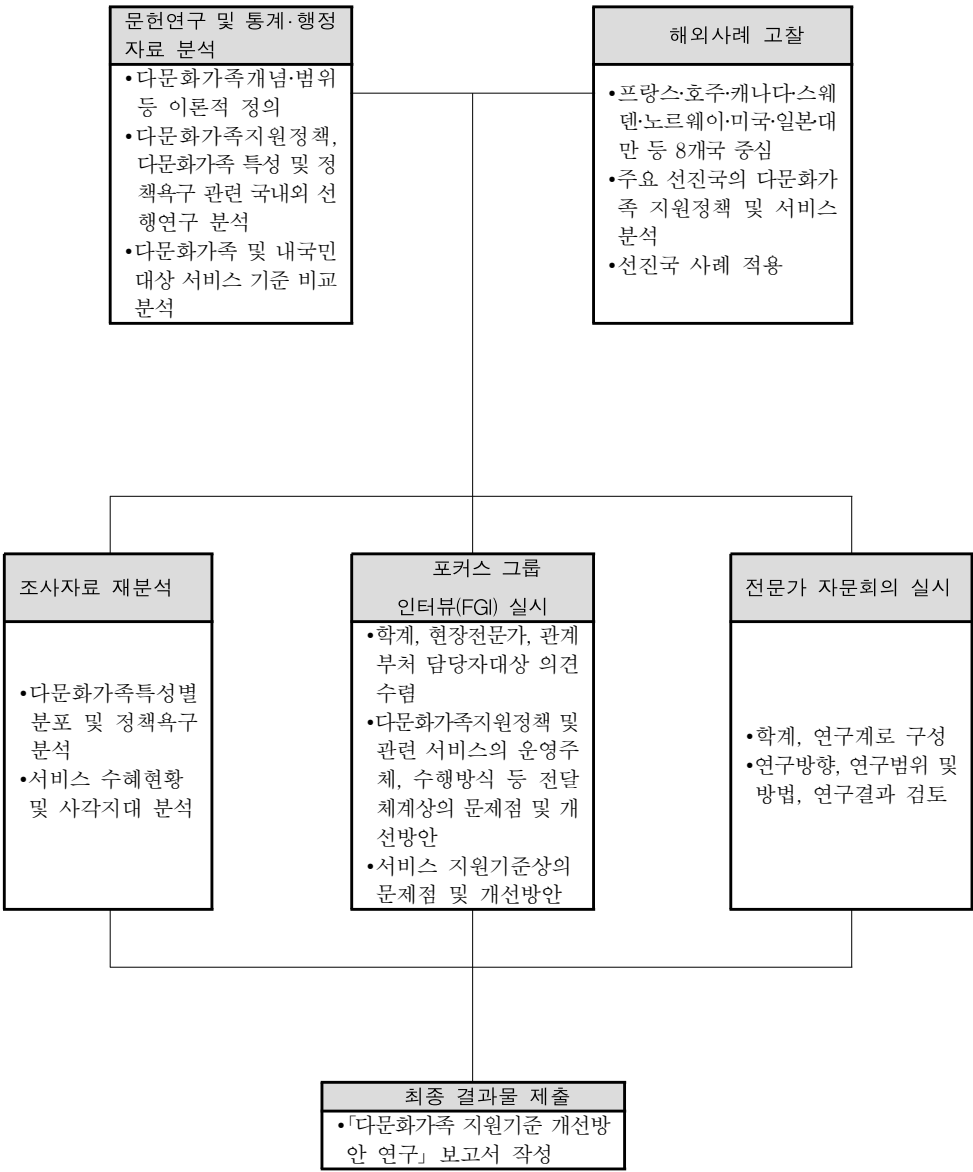 문헌연구 및 통계·행정
자료 분석
•다문화가족개념·범위
등 이론적 정의
•다문화가족지원정책,
다문화가족 특성 및 정
책욕구 관련 국내외 선
행연구 분석
•다문화가족 및 내국민
대상 서비스 기준 비교
분석
해외사례 고찰
•프랑스·호주·캐나다·스웨
덴·노르웨이·미국·일본·대
만 등 8개국 중심
•주요 선진국의 다문화가
족 지원정책 및 서비스
분석
•선진국 사례 적용
조사자료 재분석
•다문화가족특성별
분포 및 정책욕구
분석
•서비스 수혜현황
및 사각지대 분석
포커스 그룹
인터뷰(FGI) 실시
•학계, 현장전문가, 관계
부처 담당자대상 의견
수렴
•다문화가족지원정책 및
관련 서비스의 운영주
체, 수행방식 등 전달
체계상의 문제점 및 개
선방안
•서비스 지원기준상의
문제점 및 개선방안
전문가 자문회의 실시
•학계, 연구계로 구성
•연구방향, 연구범위 및
방법, 연구결과 검토
최종 결과물 제출
•「다문화가족 지원기준 개선방
안 연구」 보고서 작성